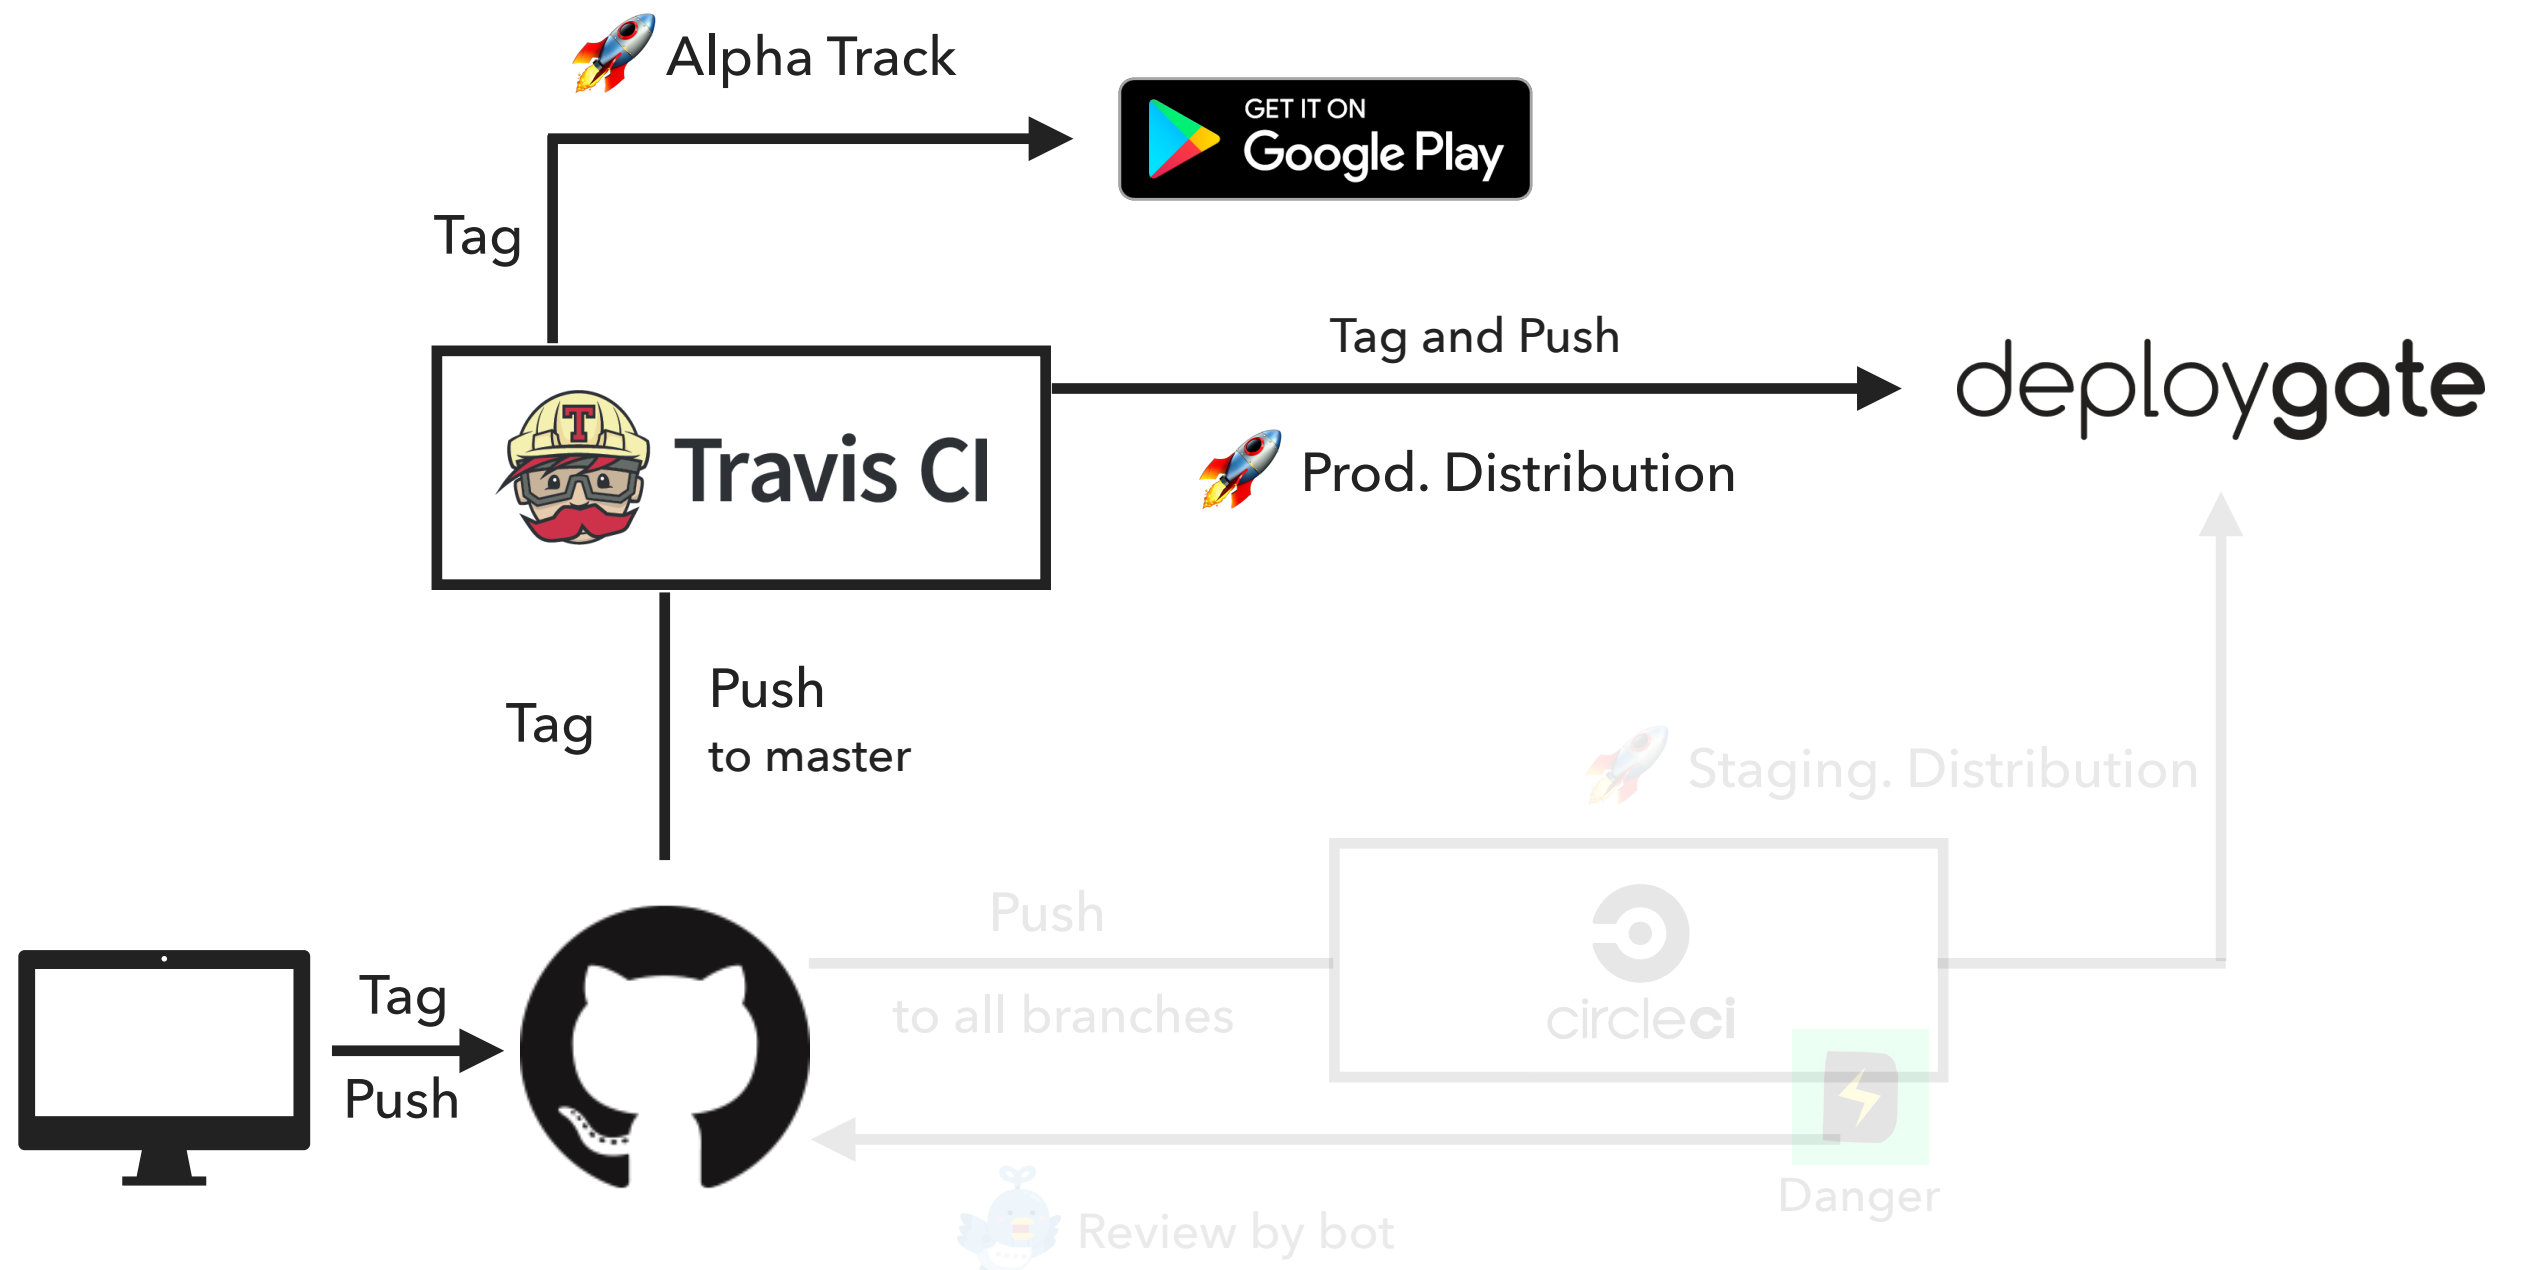 Alpha Track
GET IT ON
Google Play
Tag
Tag and Push
deploygate
T
Travis CI
Prod. Distribution
Push
to master
Tag
Staging. Distribution
Push
to all branches
circleci
Tag
Push
Danger
Review by bot